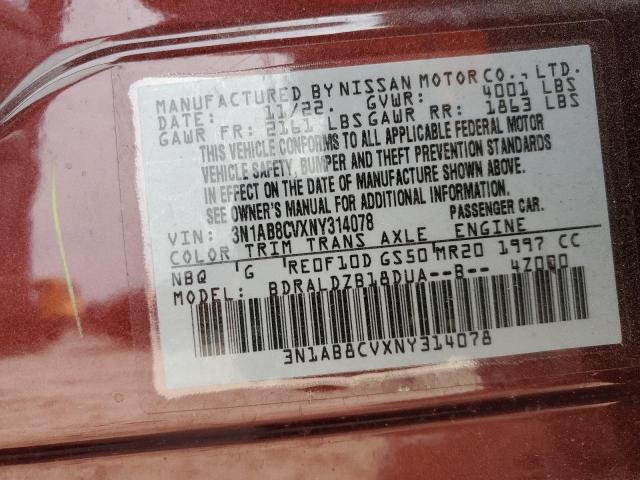 MANUFACTURED BY NISSAN MOTOR CO., LTD.
DATE: 11/22. GVWR: 4001 LBS
GAWR FR: 2161 LBS GAWR RR: 1863 LBS
THIS VEHICLE CONFORMS TO ALL APPLICABLE FEDERAL MOTOR
VEHICLE SAFETY, BUMPER AND THEFT PREVENTION STANDARDS
IN EFFECT ON THE DATE OF MANUFACTURE SHOWN ABOVE.
SEE OWNER'S MANUAL FOR ADDITIONAL INFORMATION.
VIN: 3N1AB8CVXNY314078 PASSENGER CAR.
COLOR TRIM TRANS AXLE ENGINE
NBQ 'G 'RE0F10D GS50'MR20 1997 CC
MODEL: BDRALDZB18DUA--B-- 4Z000
3N1AB8CVXNY314078